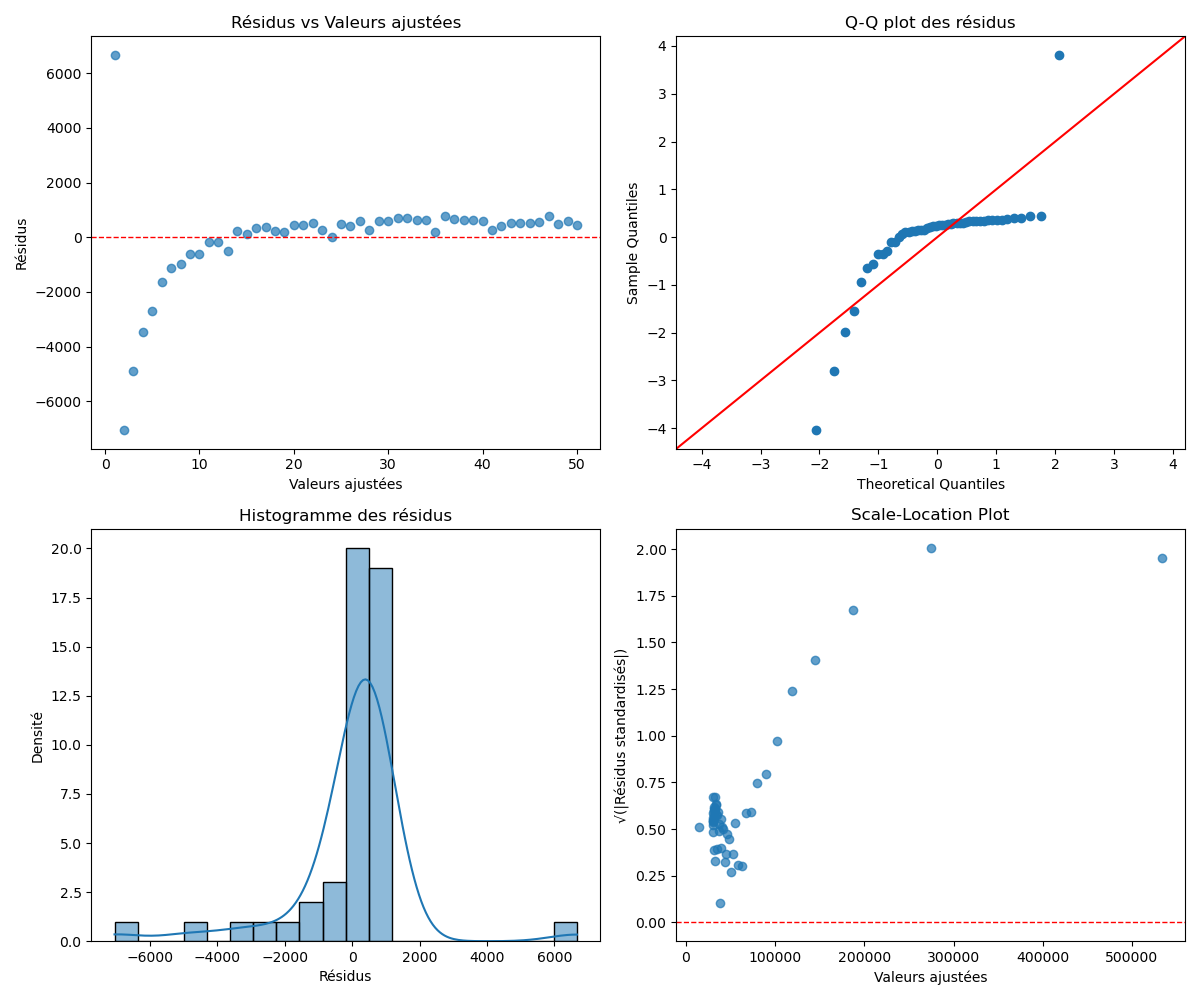 Résidus vs Valeurs ajustées
6000
4000
2000
0
−2000
−4000
−6000
Résidus
0 10 20 30 40 50
Valeurs ajustées
Q-Q plot des résidus
4
3
2
1
0
−1
−2
−3
−4
Sample Quantiles
−4 −3 −2 −1 0 1 2 3 4
Theoretical Quantiles
Histogramme des résidus
20.0
17.5
15.0
12.5
10.0
7.5
5.0
2.5
0.0
Densité
−6000 −4000 −2000 0 2000 4000 6000
Résidus
Scale-Location Plot
2.00
1.75
1.50
1.25
1.00
0.75
0.50
0.25
0.00
√(|Résidus standardisés|)
0 100000 200000 300000 400000 500000
Valeurs ajustées